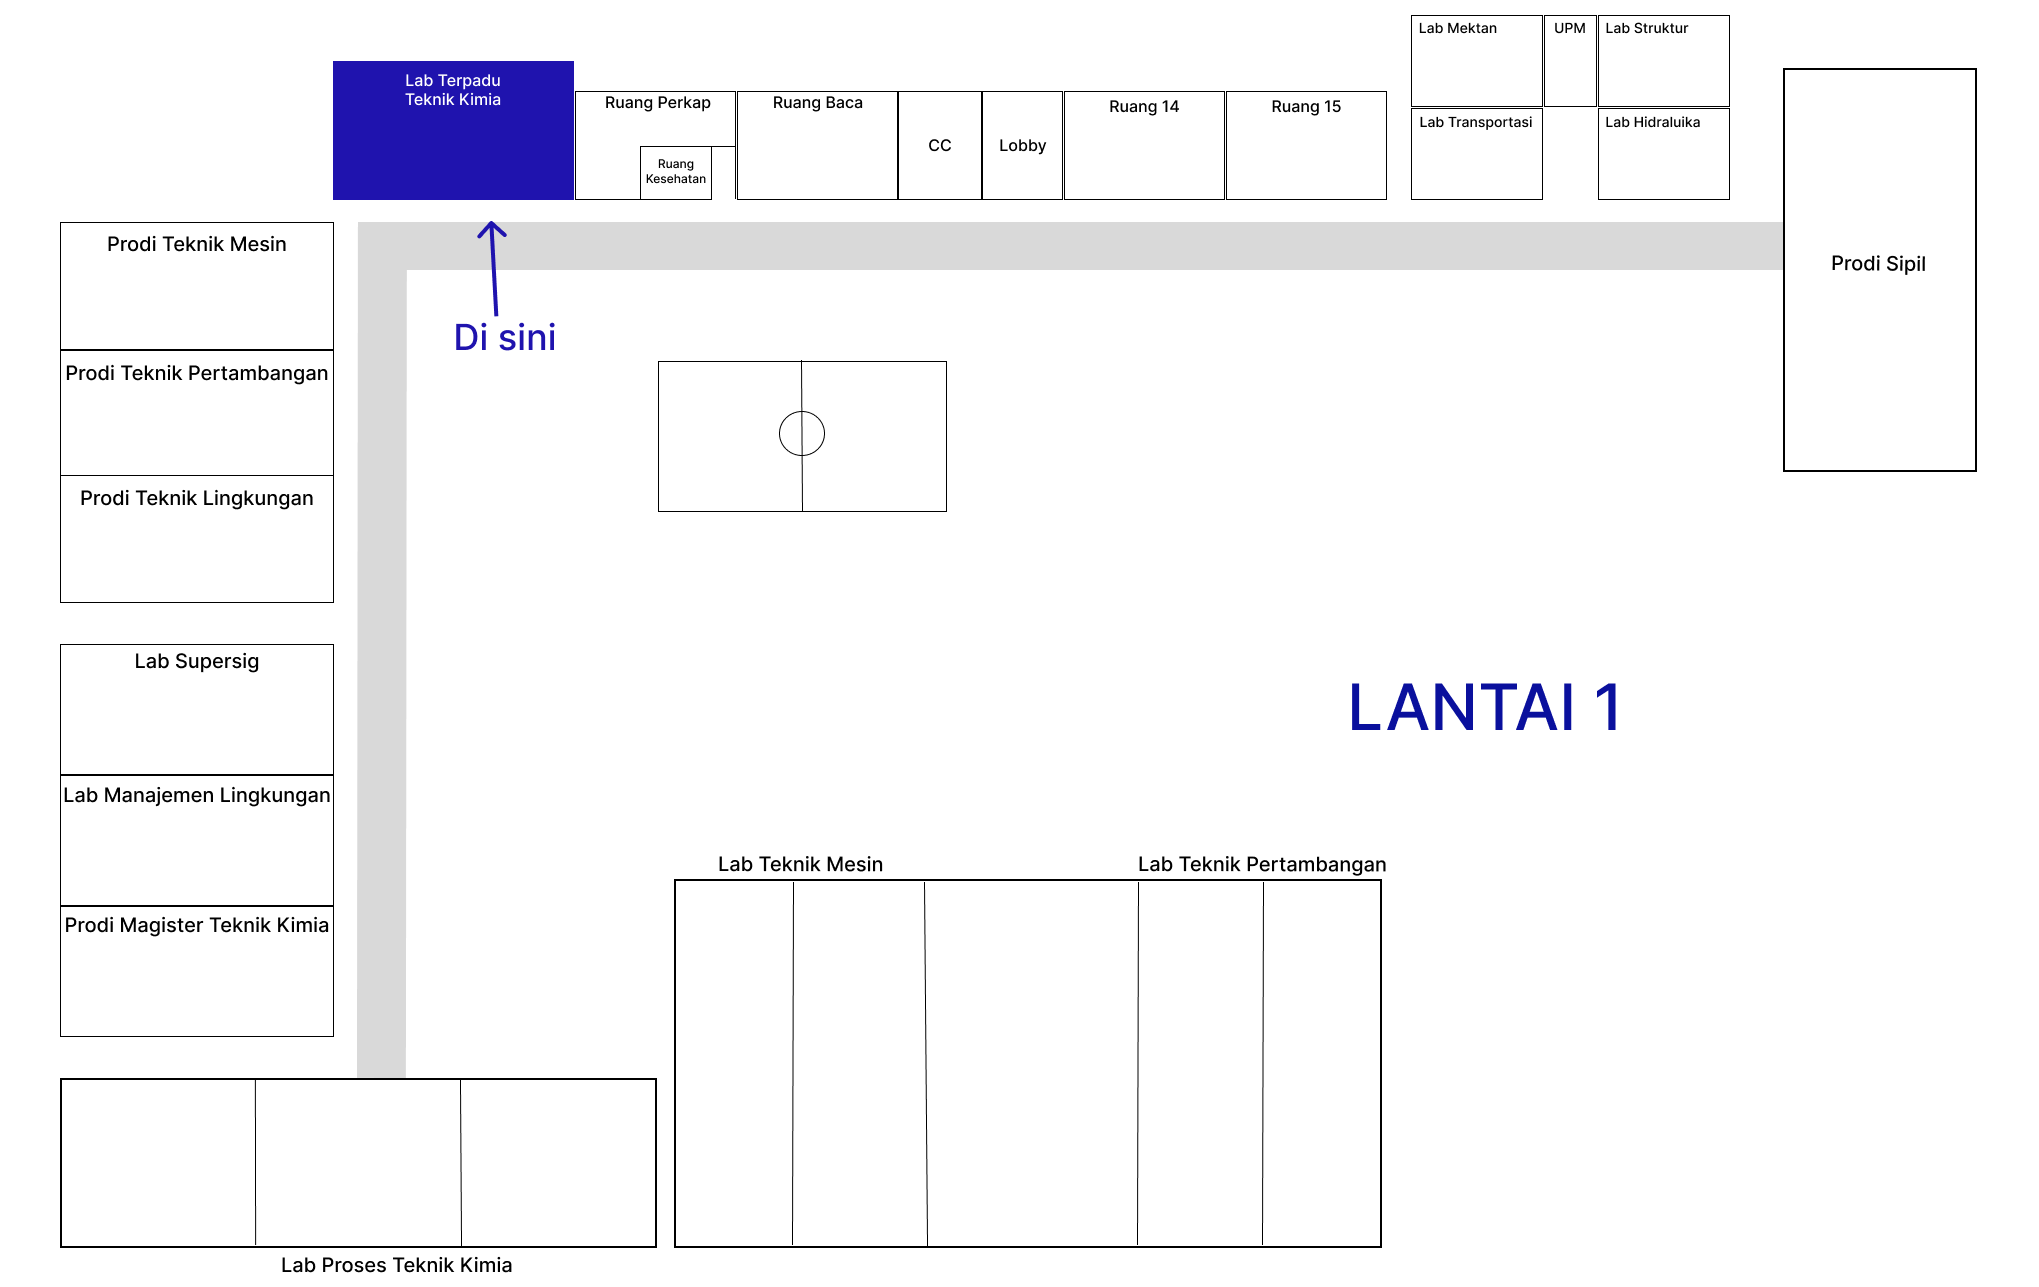 Lab Mektan
UPM
Lab Struktur
Lab Terpadu
Teknik Kimia
Ruang Perkap
Ruang Baca
Ruang 14
Ruang 15
Lab Transportasi
Lab Hidraluika
CC
Lobby
Ruang
Kesehatan
Prodi Teknik Mesin
Prodi Sipil
Di sini
Prodi Teknik Pertambangan
Prodi Teknik Lingkungan
Lab Supersig
LANTAI 1
Lab Manajemen Lingkungan
Lab Teknik Mesin
Lab Teknik Pertambangan
Prodi Magister Teknik Kimia
Lab Proses Teknik Kimia